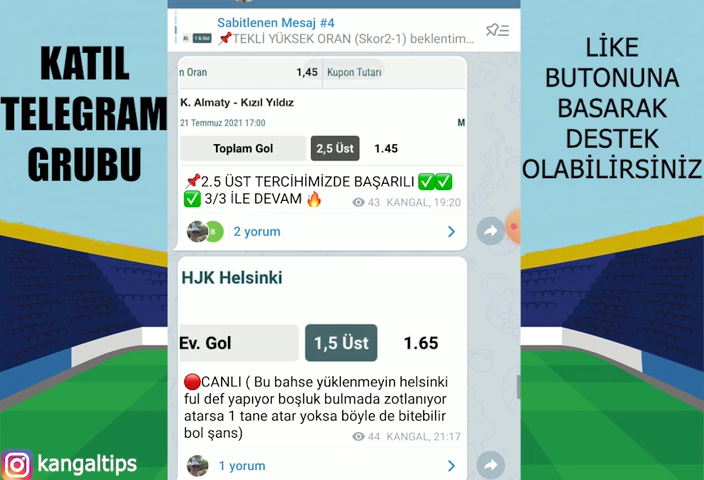 KATIL
TELEGRAM
GRUBU
kangaltips
Sabitlenen Mesaj #4
📌TEKLİ YÜKSEK ORAN (Skor2-1) beklentim...
n Oran 1,45 Kupon Tutarı
K. Almaty - Kızıl Yıldız
21 Temmuz 2021 17:00 M
Toplam Gol 2,5 Üst 1.45
📌2.5 ÜST TERCİHİMİZDE BAŞARILI ✅✅
✅ 3/3 İLE DEVAM 🔥 43 KANGAL, 19:20
B 2 yorum
HJK Helsinki
Ev. Gol 1,5 Üst 1.65
🔴CANLI ( Bu bahse yüklenmeyin helsinki
ful def yapıyor boşluk bulmada zotlanıyor
atarsa 1 tane atar yoksa böyle de bitebilir
bol şans) 44 KANGAL, 21:17
1 yorum
LİKE
BUTONUNA
BASARAK
DESTEK
OLABİLİRSİNİZ